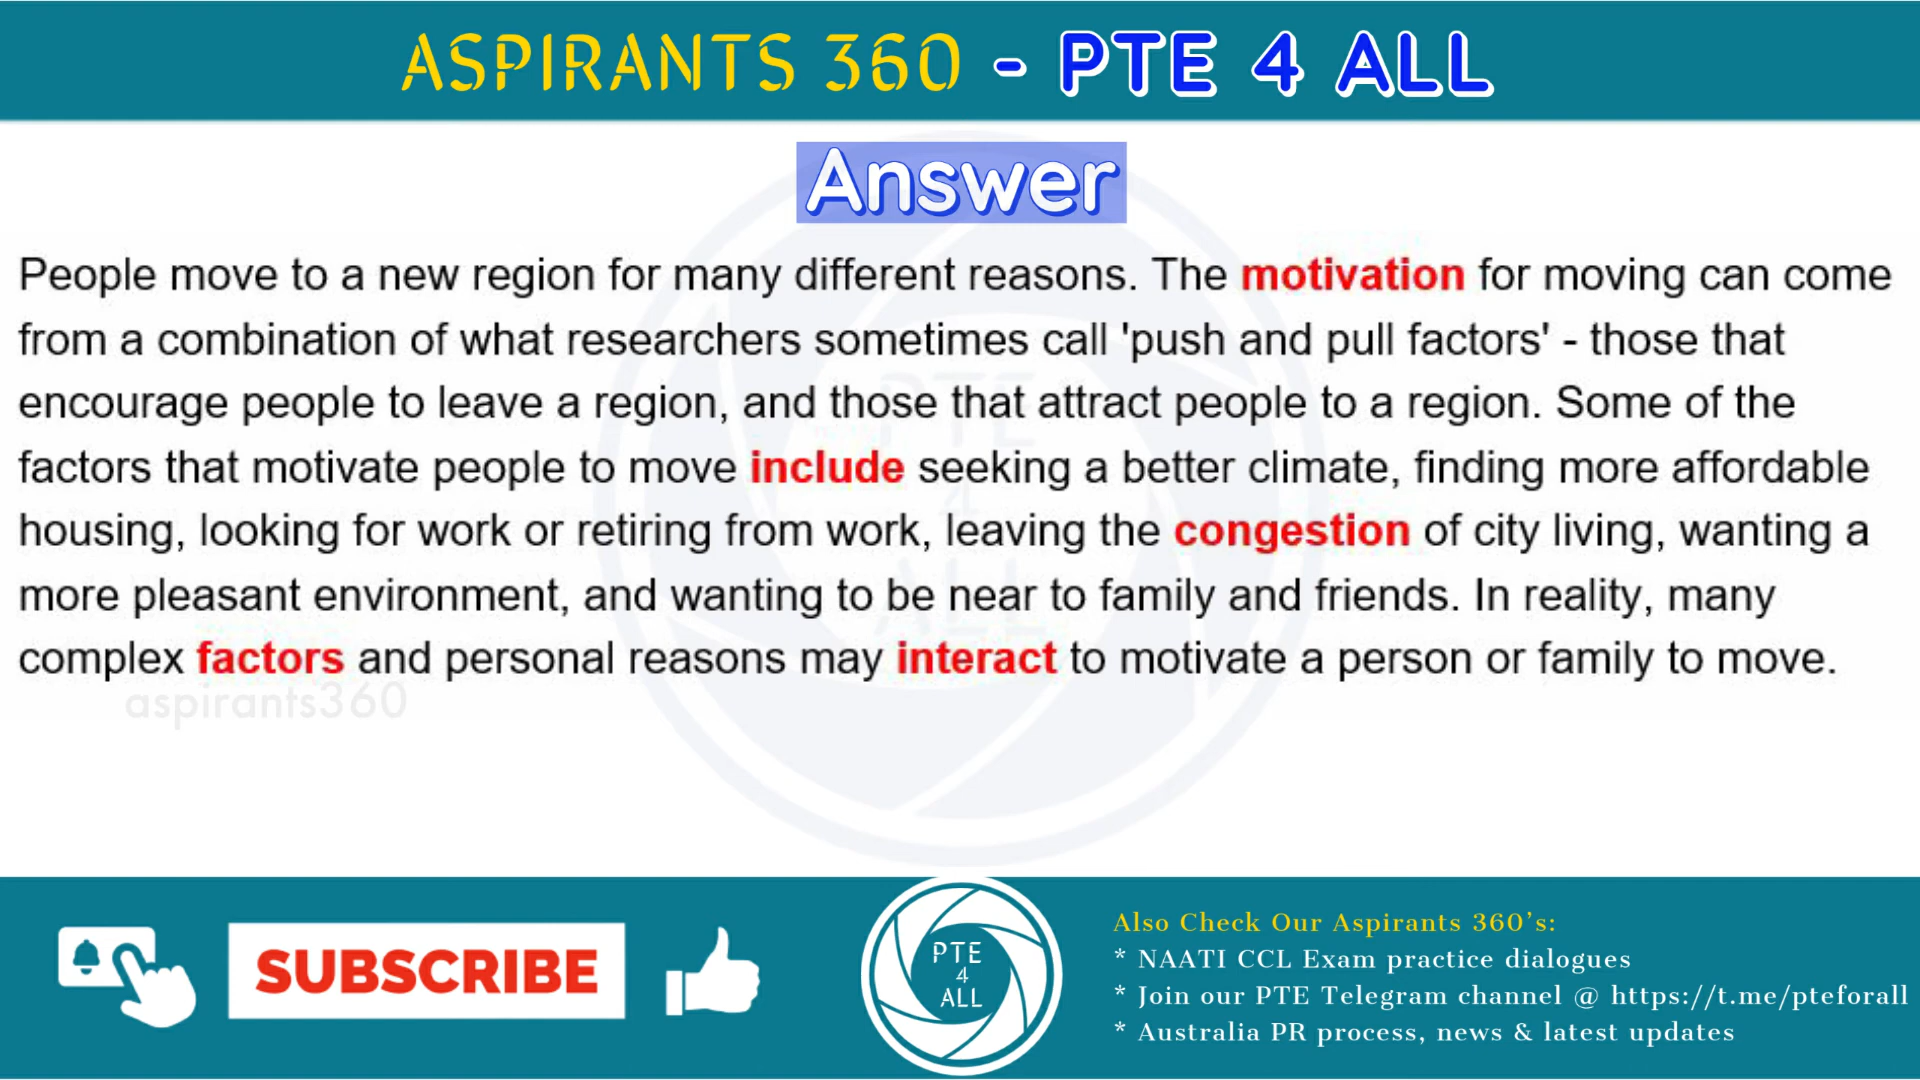 ASPIRANTS 360 - PTE 4 ALL
Answer
People move to a new region for many different reasons. The motivation for moving can come
from a combination of what researchers sometimes call 'push and pull factors' - those that
encourage people to leave a region, and those that attract people to a region. Some of the
factors that motivate people to move include seeking a better climate, finding more affordable
housing, looking for work or retiring from work, leaving the congestion of city living, wanting a
more pleasant environment, and wanting to be near to family and friends. In reality, many
complex factors and personal reasons may interact to motivate a person or family to move.
aspirants360
PTE
4
ALL
SUBSCRIBE
PTE
4
ALL
Also Check Our Aspirants 360's:
* NAATI CCL Exam practice dialogues
* Join our PTE Telegram channel @ https://t.me/pteforall
* Australia PR process, news & latest updates